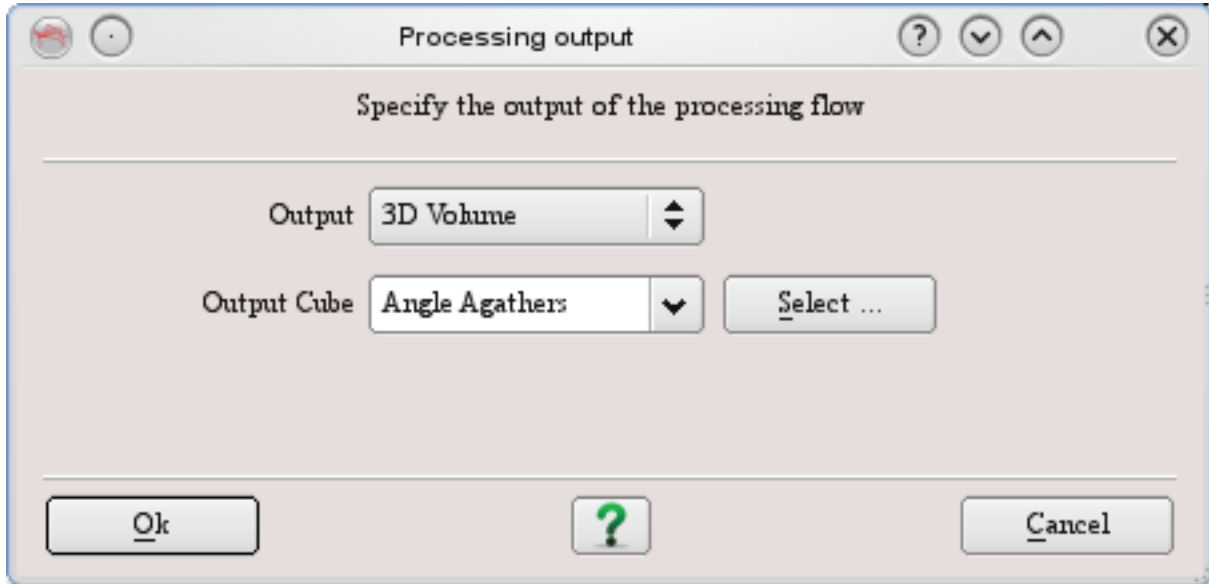 Processing output
Specify the output of the processing flow
Output 3D Volume
Output Cube Angle Agathers Select ...
Ok ? Cancel